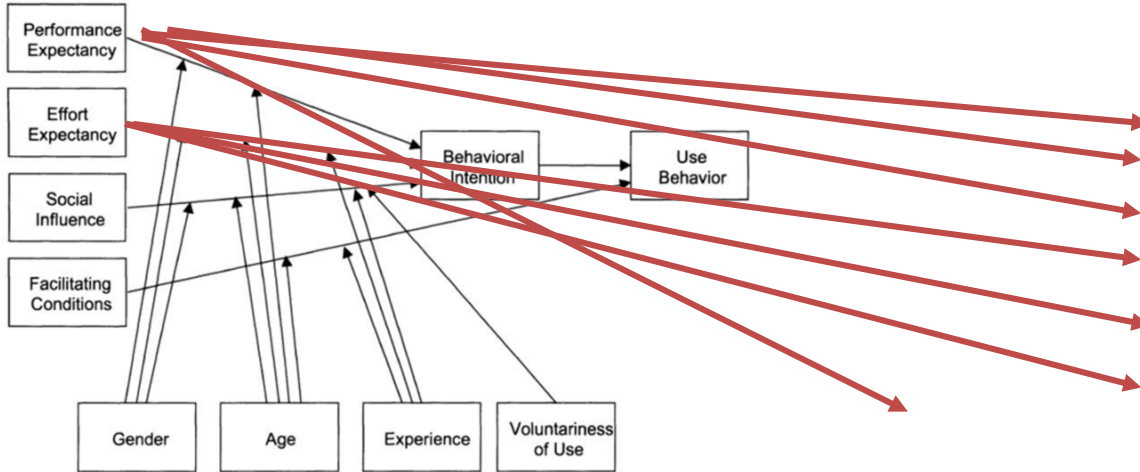 Performance
Expectancy
Effort
Expectancy
Social
Influence
Facilitating
Conditions
Behavioral
Intention
Use
Behavior
Gender
Age
Experience
Voluntariness
of Use